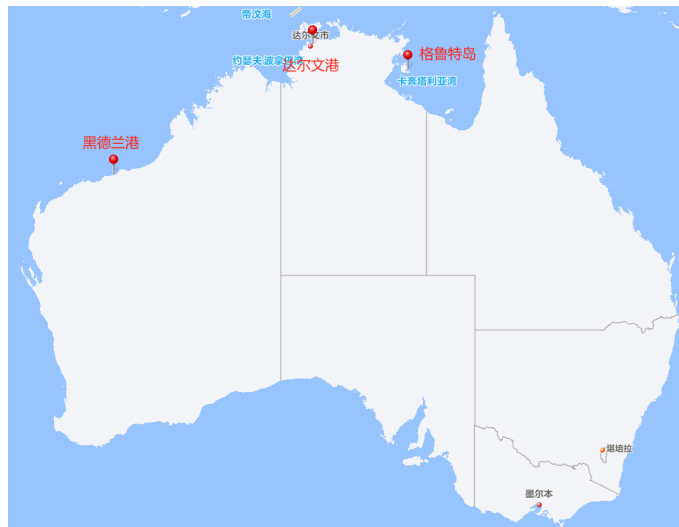 帝汶海
达尔文市
约瑟夫·波拿巴湾
达尔文港
格鲁特岛
卡奔塔利亚湾
黑德兰港
堪培拉
墨尔本